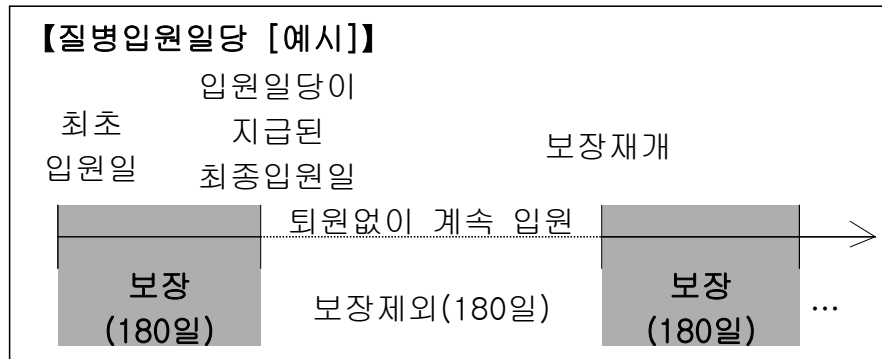 【질병입원일당 [예시]】
최초
입원일
입원일당이
지급된
최종입원일
보장재개
퇴원없이 계속 입원
보장
(180일)
보장제외(180일)
보장
(180일)
…